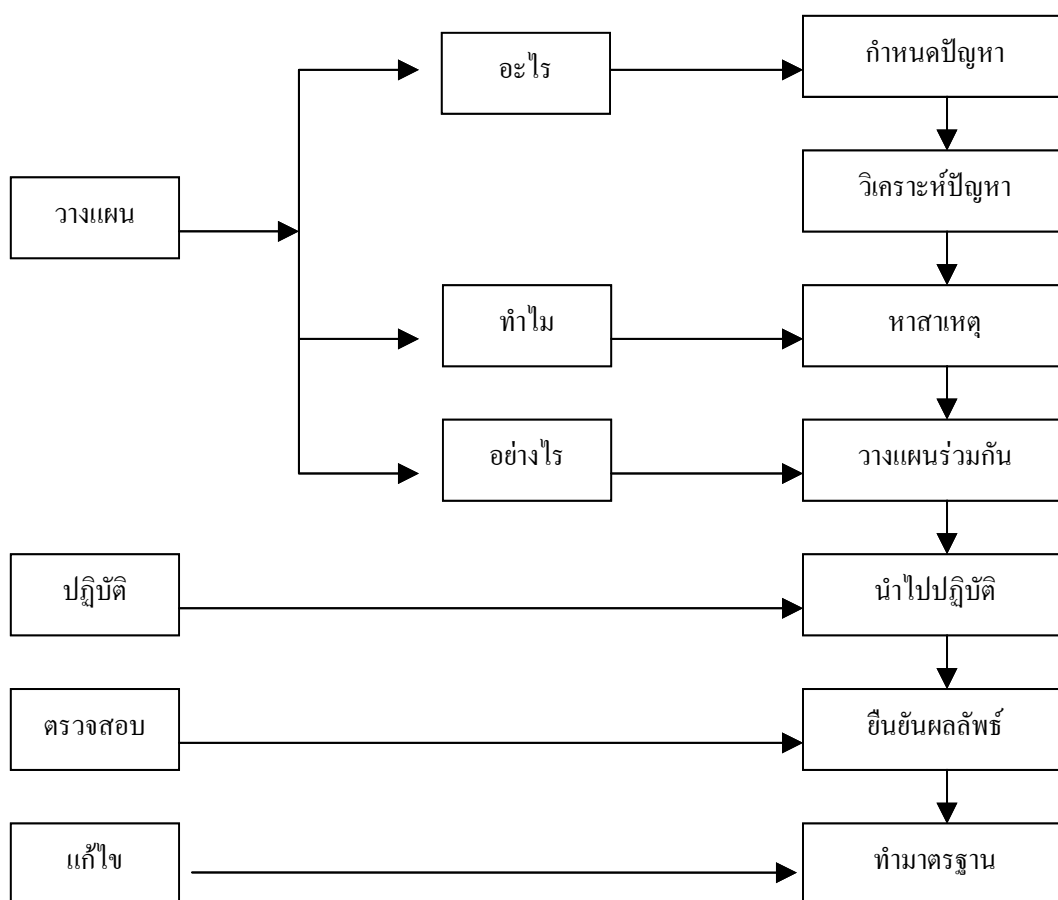 อะไร
กำหนดปัญหา
วางแผน
วิเคราะห์ปัญหา
ทำไม
หาสาเหตุ
อย่างไร
วางแผนร่วมกัน
ปฏิบัติ
นำไปปฏิบัติ
ตรวจสอบ
ยืนยันผลลัพธ์
แก้ไข
ทำมาตรฐาน